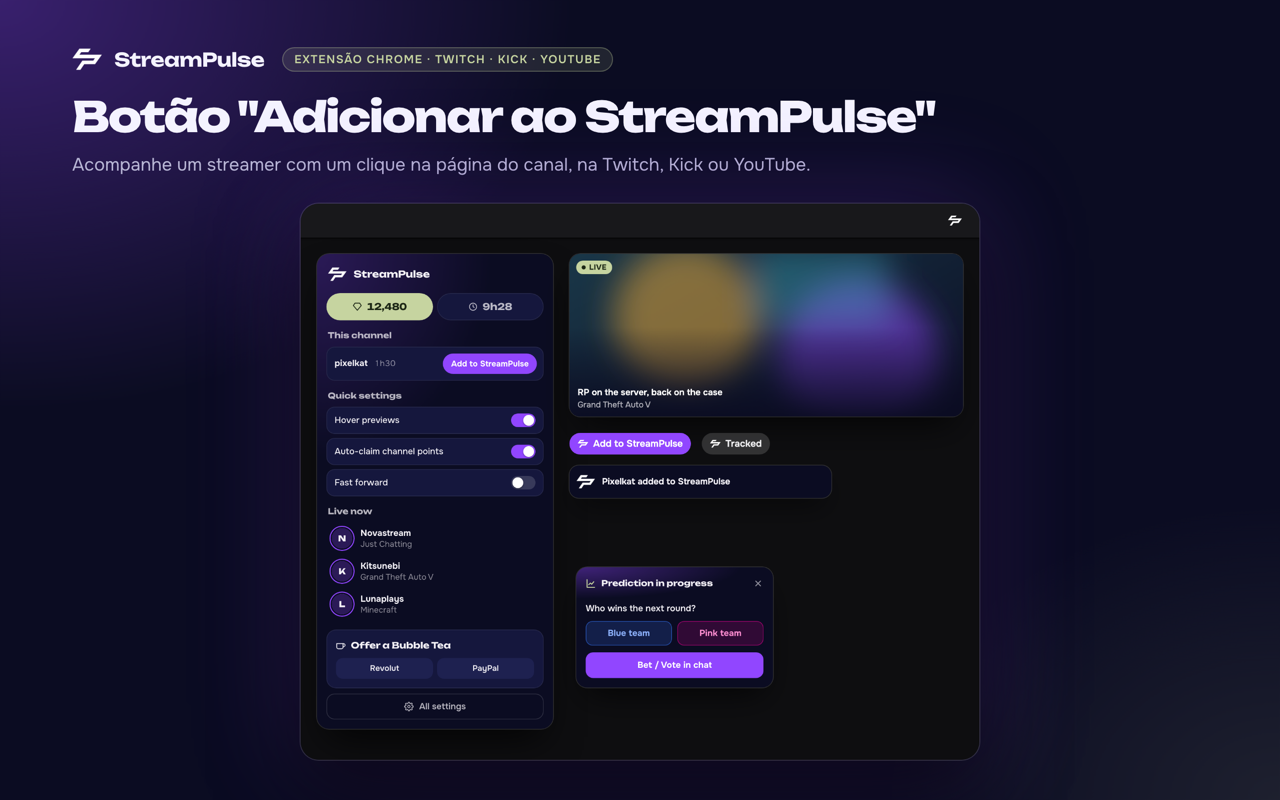 StreamPulse
EXTENSÃO CHROME · TWITCH · KICK · YOUTUBE
Botão "Adicionar ao StreamPulse"
Acompanhe um streamer com um clique na página do canal, na Twitch, Kick ou YouTube.
StreamPulse
12,480
9h28
This channel
pixelkat 1h30
Add to StreamPulse
Quick settings
Hover previews
Auto-claim channel points
Fast forward
Live now
N
Novastream
Just Chatting
K
Kitsunebi
Grand Theft Auto V
L
Lunaplays
Minecraft
Offer a Bubble Tea
Revolut
PayPal
All settings
LIVE
RP on the server, back on the case
Grand Theft Auto V
Add to StreamPulse
Tracked
Pixelkat added to StreamPulse
Prediction in progress
Who wins the next round?
Blue team
Pink team
Bet / Vote in chat